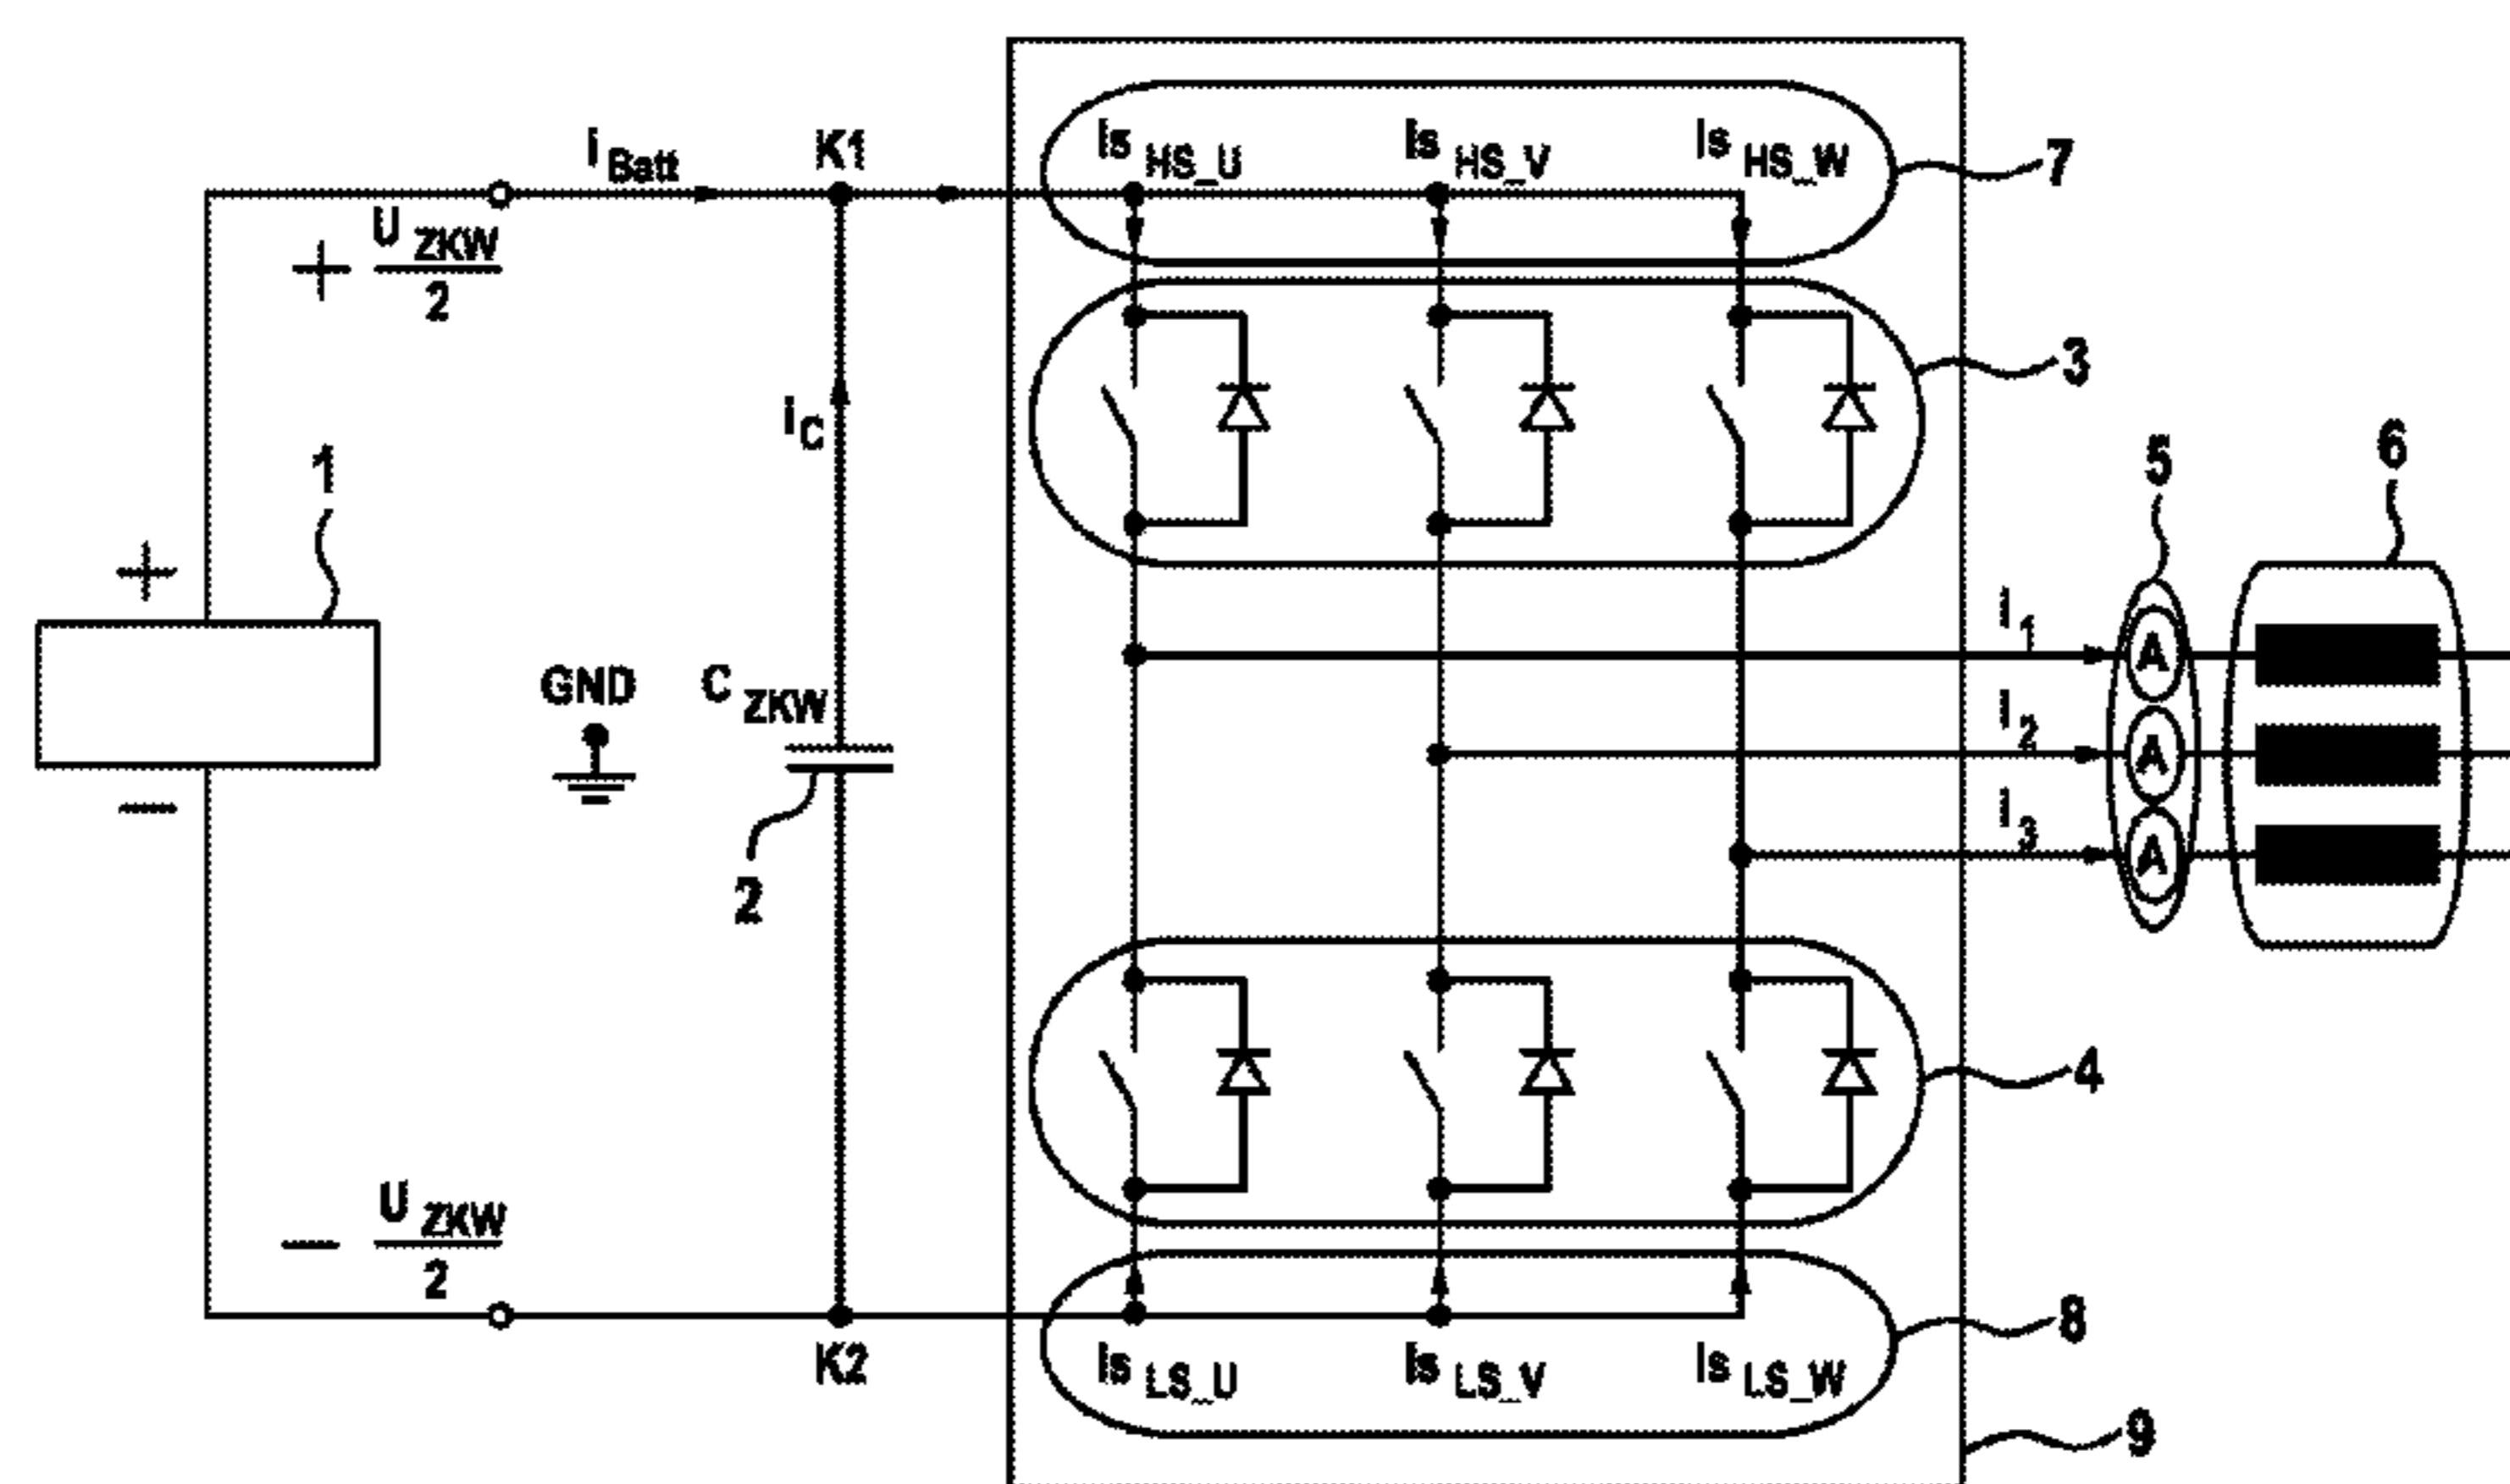 i Batt
K1
Is HS_U
Is HS_V
Is HS_W
7
+ U ZKW
2
3
i C
1
+
5
6
I 1
GND
C ZKW
A
I 2
A
−
I 3
A
2
4
− U ZKW
2
8
K2
Is LS_U
Is LS_V
Is LS_W
9